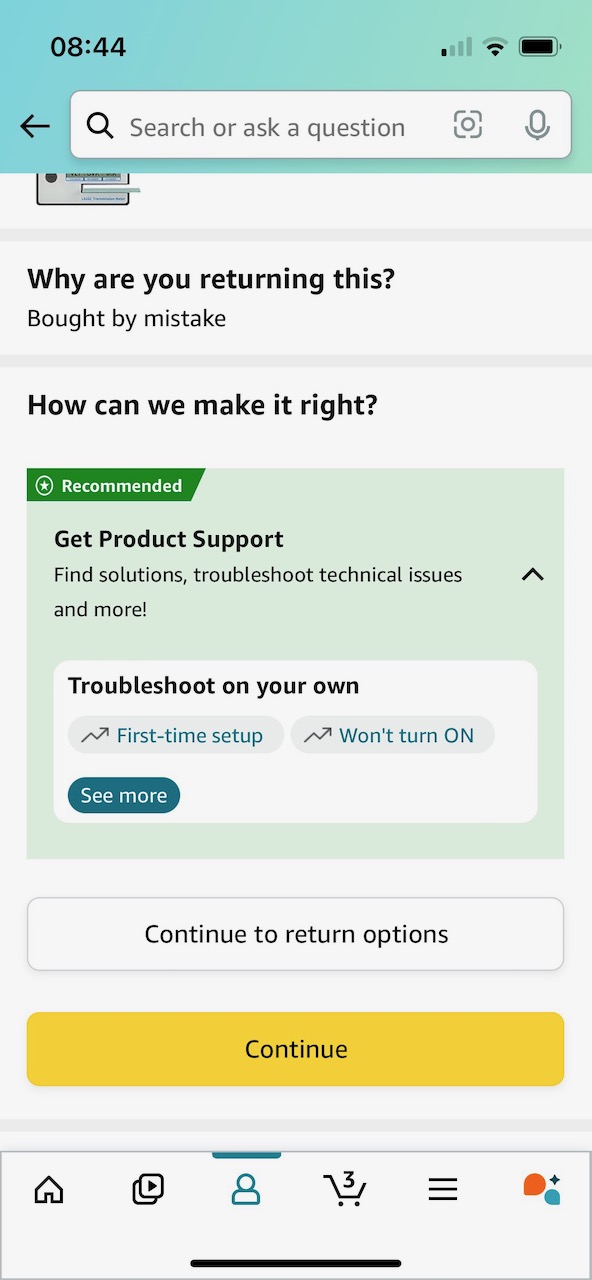 08:44
Search or ask a question
Why are you returning this?
Bought by mistake
How can we make it right?
Recommended
Get Product Support
Find solutions, troubleshoot technical issues
and more!
Troubleshoot on your own
First-time setup
Won't turn ON
See more
Continue to return options
Continue
3